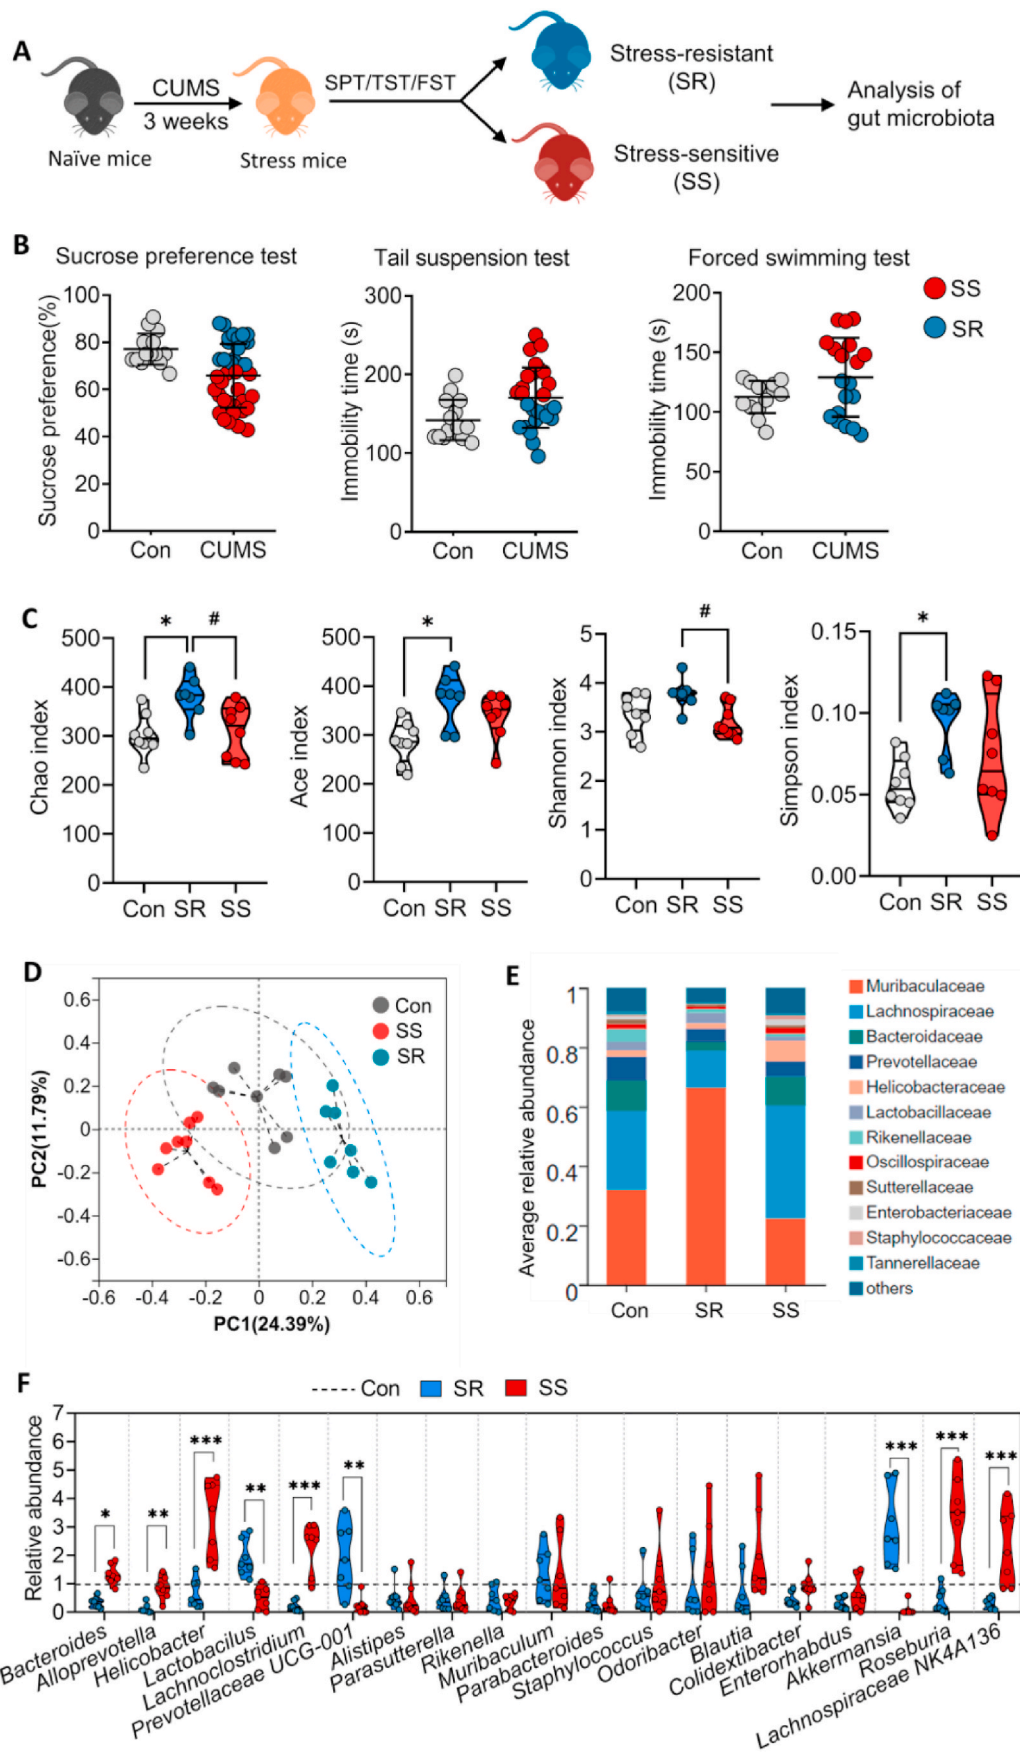 A
CUMS
3 weeks
SPT/TST/FST
Naïve mice
Stress mice
Stress-resistant
(SR)
Stress-sensitive
(SS)
Analysis of
gut microbiota
B
Sucrose preference test
Sucrose preference(%)
100
80
60
40
20
0
Con
CUMS
Tail suspension test
Immobility time (s)
300
200
100
0
Con
CUMS
Forced swimming test
Immobility time (s)
200
150
100
50
0
Con
CUMS
SS
SR
C
Chao index
500
400
300
200
100
0
* #
Con SR SS
Ace index
500
400
300
200
100
0
*
Con SR SS
Shannon index
5
4
3
2
1
0
#
Con SR SS
Simpson index
0.15
0.10
0.05
0.00
*
Con SR SS
D
PC2(11.79%)
0.6
0.4
0.2
0
-0.2
-0.4
-0.6
-0.6 -0.4 -0.2 0 0.2 0.4 0.6
PC1(24.39%)
Con
SS
SR
E
Average relative abundance
1
0.8
0.6
0.4
0.2
0
Con SR SS
Muribaculaceae
Lachnospiraceae
Bacteroidaceae
Prevotellaceae
Helicobacteraceae
Lactobacillaceae
Rikenellaceae
Oscillospiraceae
Sutterellaceae
Enterobacteriaceae
Staphylococcaceae
Tannerellaceae
others
F
Con SR SS
Relative abundance
7
6
5
4
3
2
1
0
* ** *** ** *** ** *** *** ***
Bacteroides
Alloprevotella
Helicobacter
Lactobacillus
Lachnoclostridium
Prevotellaceae UCG-001
Alistipes
Parasutterella
Rikenella
Muribaculum
Parabacteroides
Staphylococcus
Odoribacter
Blautia
Colidextibacter
Enterorhabdus
Akkermansia
Roseburia
Lachnospiraceae NK4A136